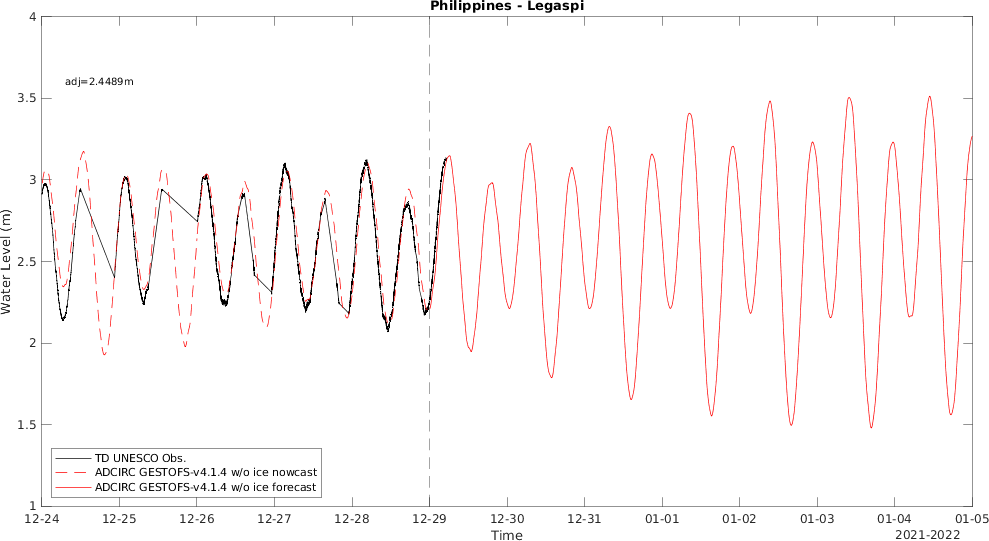 Philippines - Legaspi
4
adj=2.4489m
3.5
3
2.5
2
1.5
1
Water Level (m)
TD UNESCO Obs.
ADCIRC GESTOFS-v4.1.4 w/o ice nowcast
ADCIRC GESTOFS-v4.1.4 w/o ice forecast
12-24 12-25 12-26 12-27 12-28 12-29 12-30 12-31 01-01 01-02 01-03 01-04 01-05
Time
2021-2022